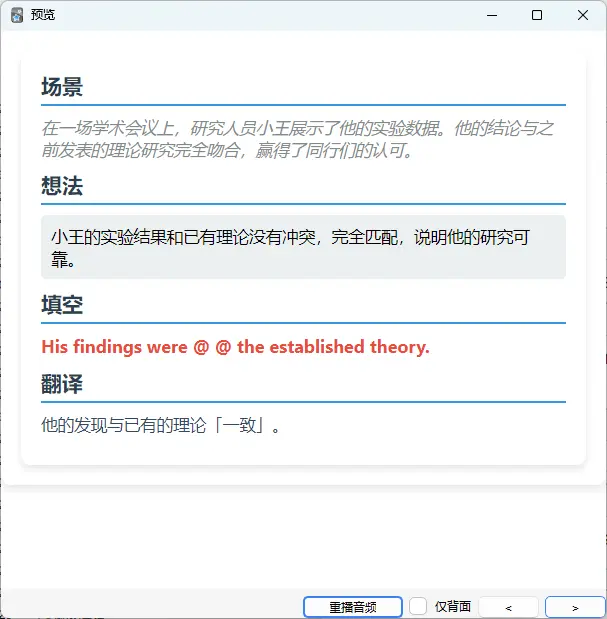 预览
场景
在一场学术会议上，研究人员小王展示了他的实验数据。他的结论与之
前发表的理论研究完全吻合，赢得了同行们的认可。
想法
小王的实验结果和已有理论没有冲突，完全匹配，说明他的研究可
靠。
填空
His findings were @ @ the established theory.
翻译
他的发现与已有的理论「一致」。
重播音频 仅背面 < >